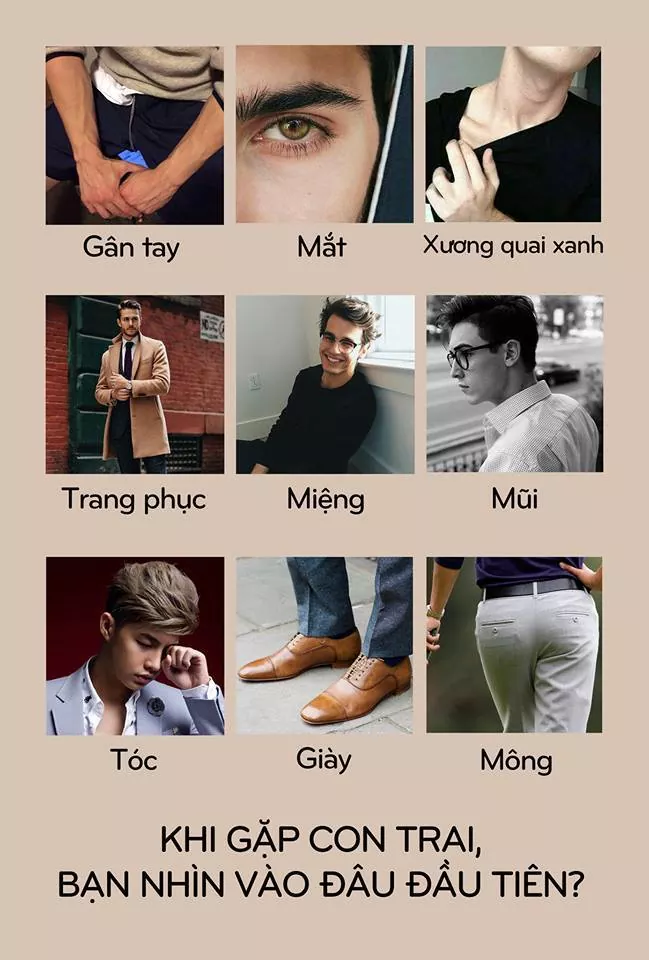 Gân tay
Mắt
Xương quai xanh
Trang phục
Miệng
Mũi
Tóc
Giày
Mông
KHI GẶP CON TRAI,
BẠN NHÌN VÀO ĐÂU ĐẦU TIÊN?